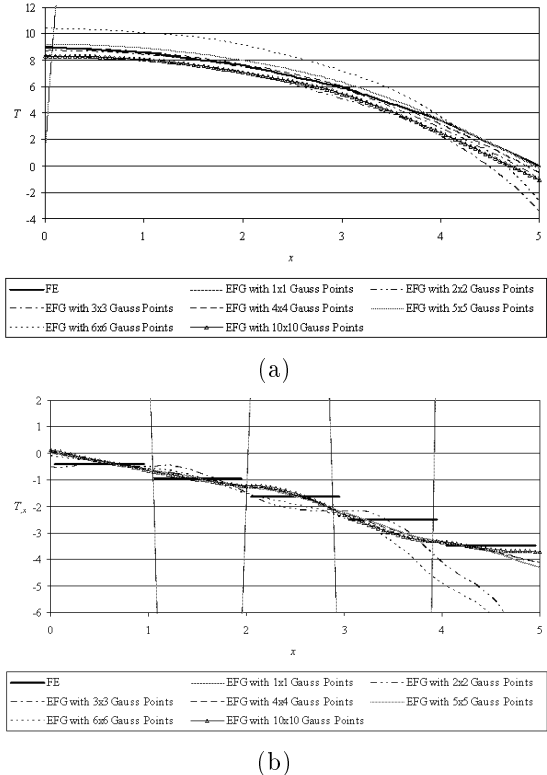 12
10
8
6
4
2
0
-2
-4
T
0 1 2 3 4 5
x
FE EFG with 1x1 Gauss Points EFG with 2x2 Gauss Points
EFG with 3x3 Gauss Points EFG with 4x4 Gauss Points EFG with 5x5 Gauss Points
EFG with 6x6 Gauss Points EFG with 10x10 Gauss Points
(a)
2
1
0
-1
-2
-3
-4
-5
-6
T,x
0 1 2 3 4 5
x
FE EFG with 1x1 Gauss Points EFG with 2x2 Gauss Points
EFG with 3x3 Gauss Points EFG with 4x4 Gauss Points EFG with 5x5 Gauss Points
EFG with 6x6 Gauss Points EFG with 10x10 Gauss Points
(b)